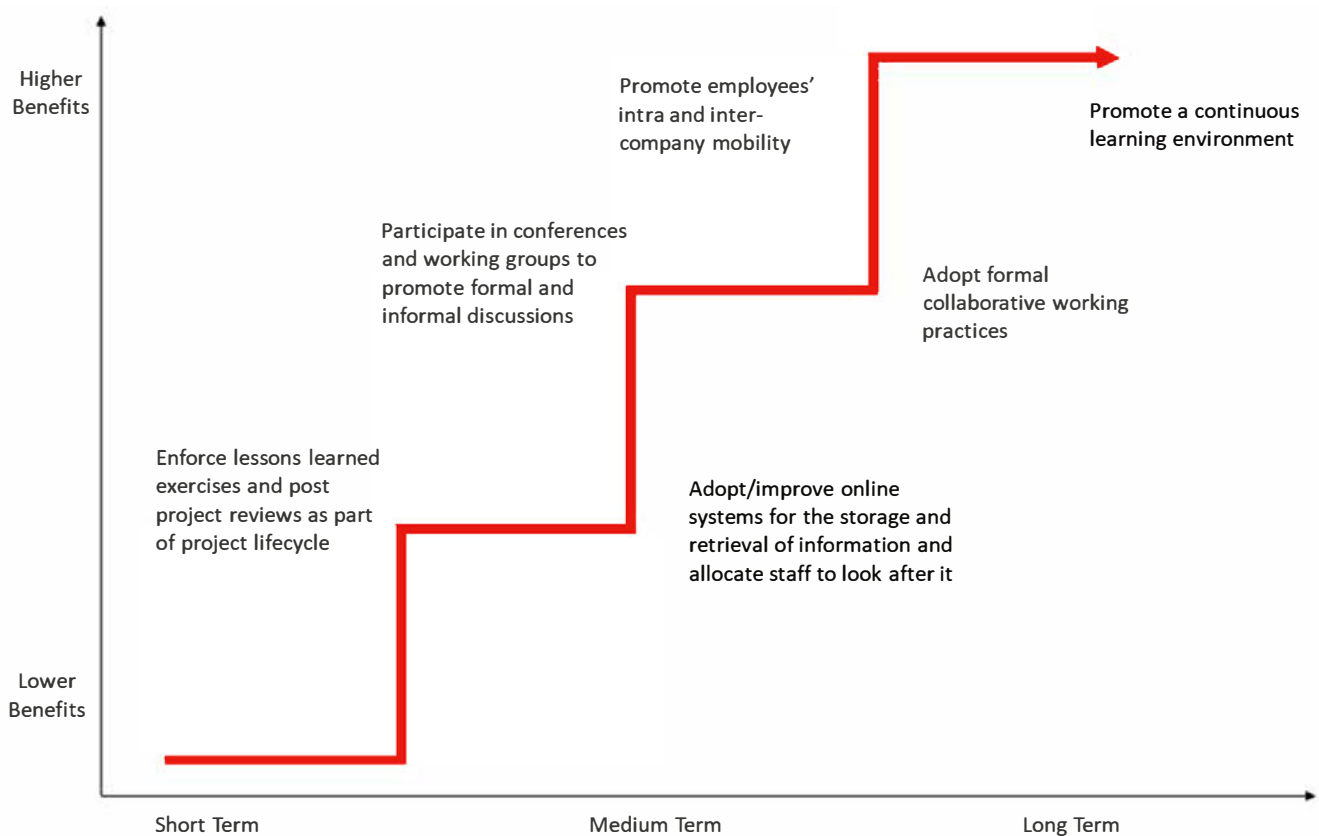 Higher
Benefits
Promote employees’
intra and inter-
company mobility
Promote a continuous
learning environment
Participate in conferences
and working groups to
promote formal and
informal discussions
Adopt formal
collaborative working
practices
Enforce lessons learned
exercises and post
project reviews as part
of project lifecycle
Adopt/improve online
systems for the storage and
retrieval of information and
allocate staff to look after it
Lower
Benefits
Short Term
Medium Term
Long Term